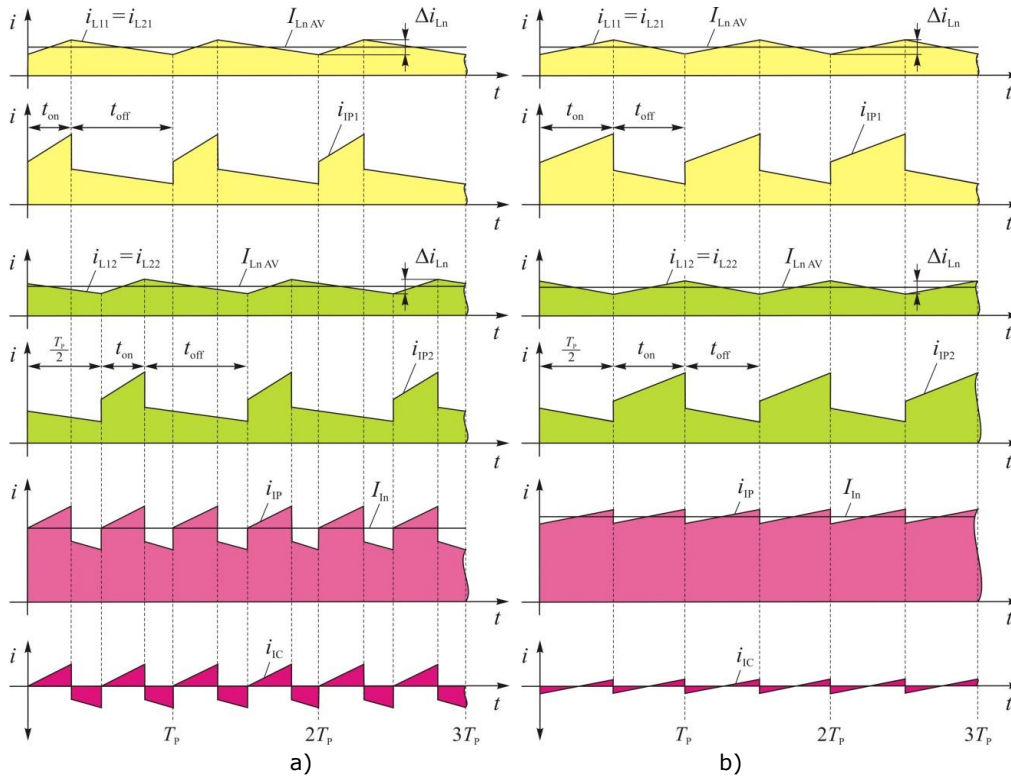 i i_L11 = i_L21 I_Ln AV Δi_Ln
t
i t_on t_off i_IP1
t
i i_L12 = i_L22 I_Ln AV Δi_Ln
t
i T_P/2 t_on t_off i_IP2
t
i i_IP I_In
t
i i_IC
t
T_P 2T_P 3T_P
a)
i i_L11 = i_L21 I_Ln AV Δi_Ln
t
i t_on t_off i_IP1
t
i i_L12 = i_L22 I_Ln AV Δi_Ln
t
i T_P/2 t_on t_off i_IP2
t
i i_IP I_In
t
i i_IC
t
T_P 2T_P 3T_P
b)